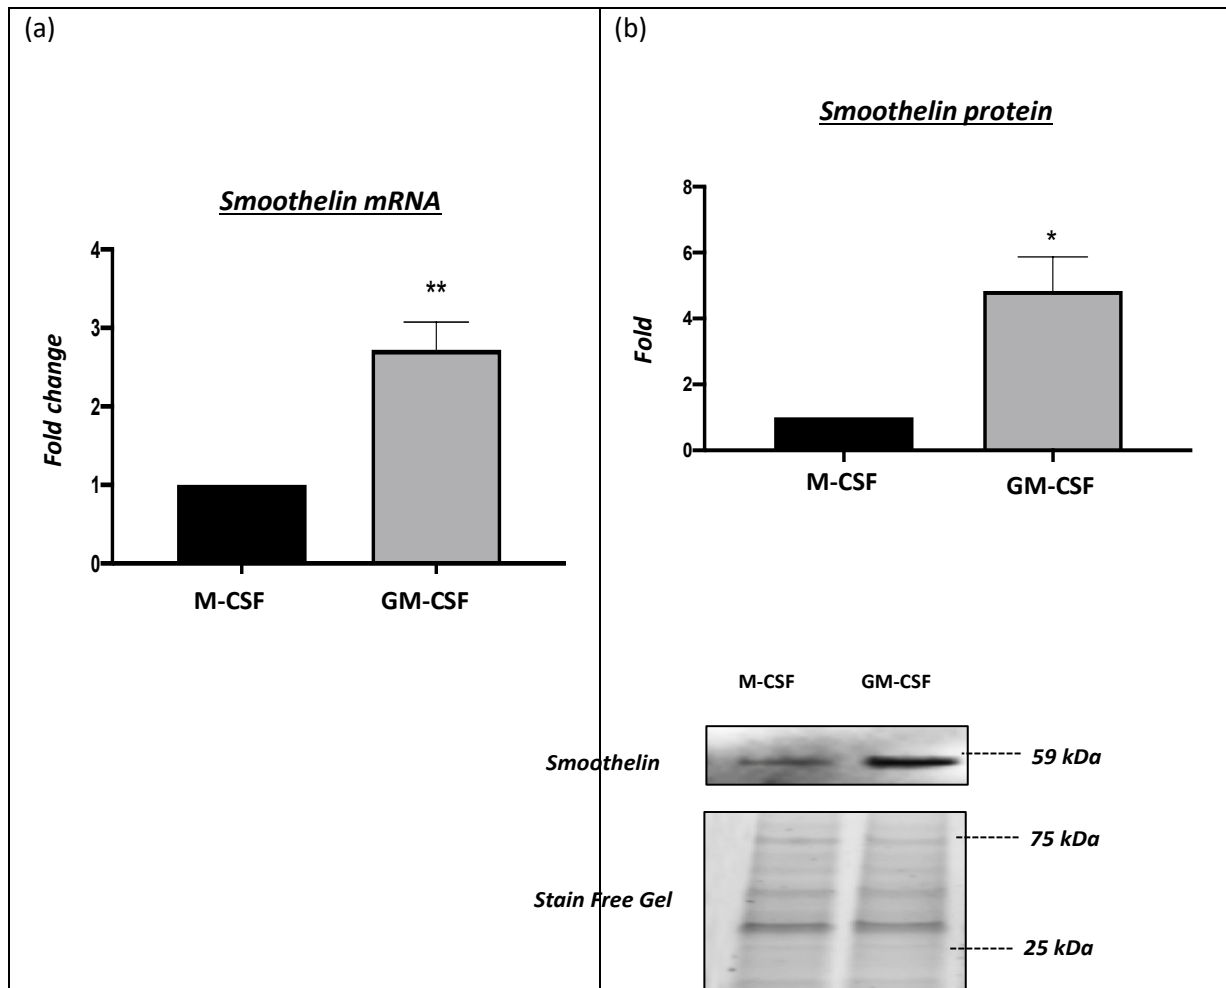 (a)
Smoothelin mRNA
4
3
2
1
0
Fold change
**
M-CSF
GM-CSF
(b)
Smoothelin protein
8
6
4
2
0
Fold
*
M-CSF
GM-CSF
M-CSF GM-CSF
Smoothelin
59 kDa
75 kDa
Stain Free Gel
25 kDa